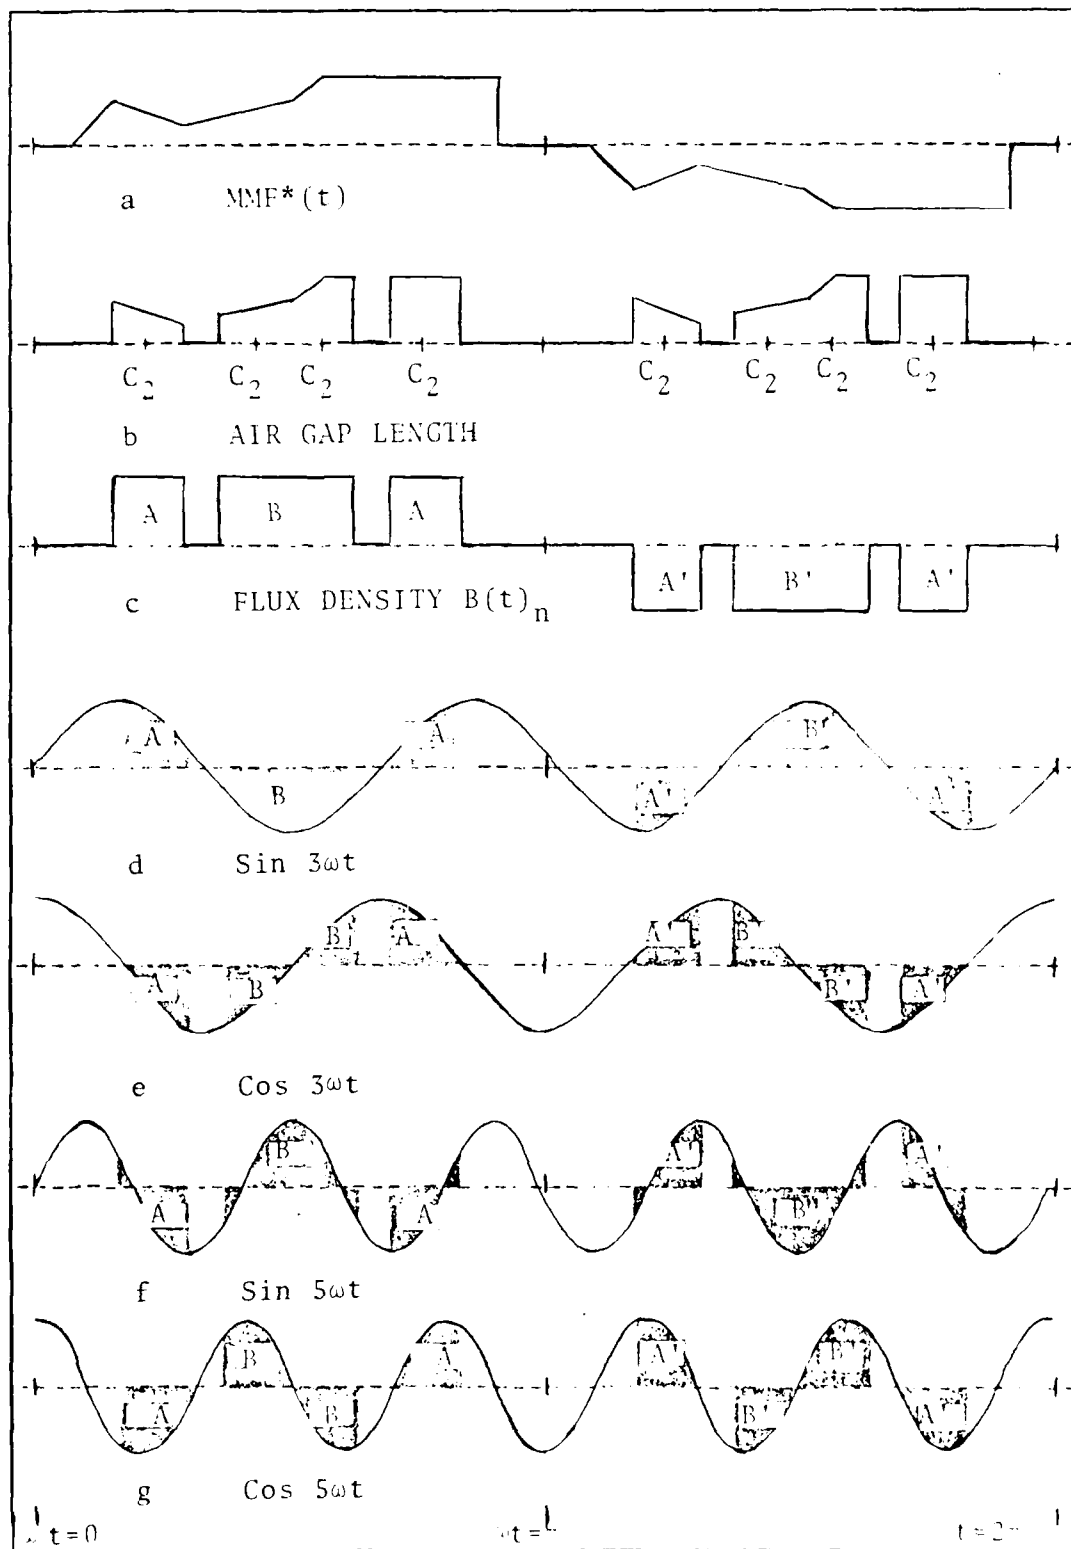 a MMF*(t)
C2 C2 C2 C2 C2 C2 C2 C2
b AIR GAP LENGTH
A B A
A' B' A'
c FLUX DENSITY B(t)n
A A B'
B A' A'
d Sin 3ωt
B A A' B
A B B' A'
e Cos 3ωt
B A' A'
A A B'
f Sin 5ωt
B A A' B'
A B B' A'
g Cos 5ωt
t=0 t= t=2